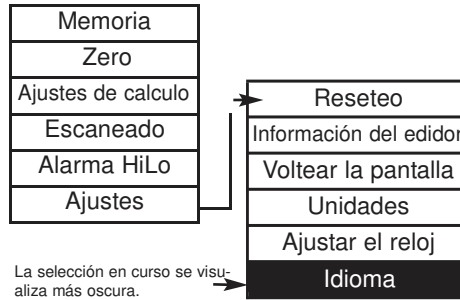 Memoria
Zero
Ajustes de calculo
Escaneado
Alarma HiLo
Ajustes
Reseteo
Información del edidor
Voltear la pantalla
Unidades
Ajustar el reloj
Idioma
La selección en curso se visu-
aliza más oscura.